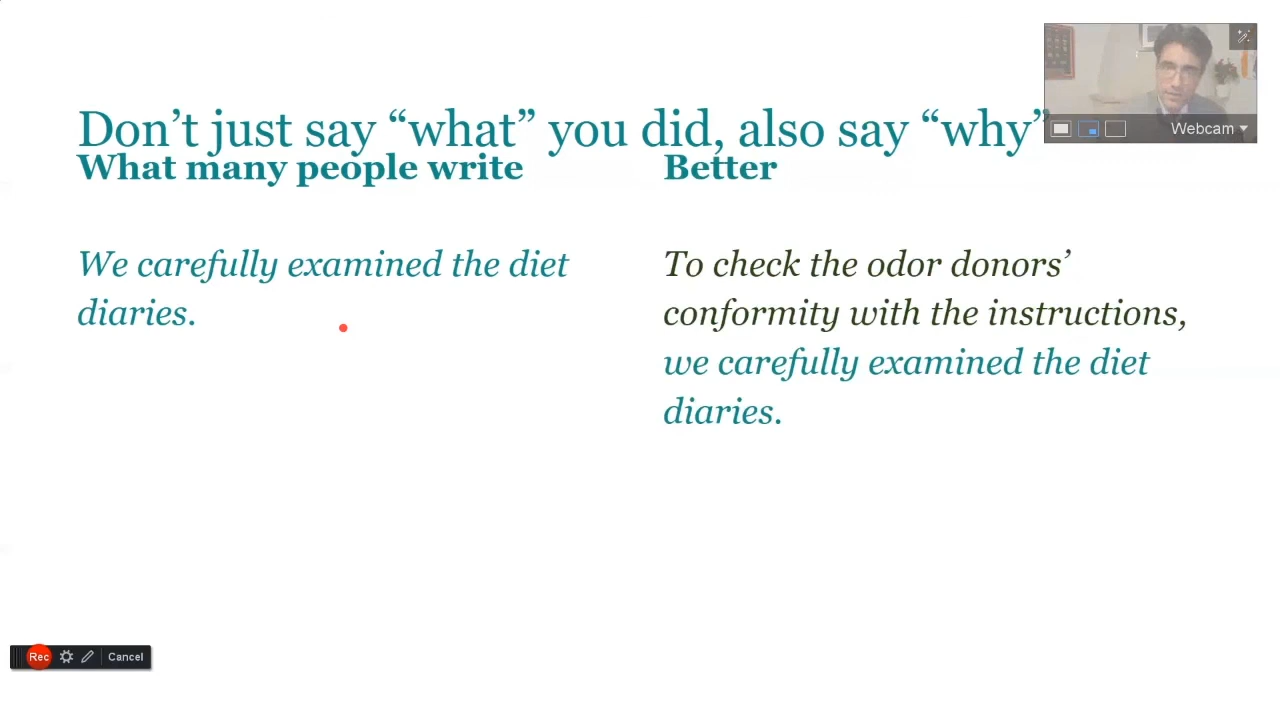 Don’t just say “what” you did, also say “why”
What many people write
We carefully examined the diet
diaries.
Better
To check the odor donors’
conformity with the instructions,
we carefully examined the diet
diaries.
Webcam
Rec
Cancel